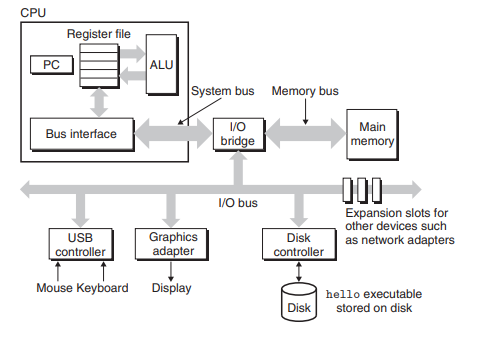 CPU
Register file
PC
ALU
System bus
Memory bus
Bus interface
I/O
bridge
Main
memory
I/O bus
Expansion slots for
other devices such
as network adapters
USB
controller
Graphics
adapter
Disk
controller
Mouse Keyboard
Display
Disk
hello executable
stored on disk